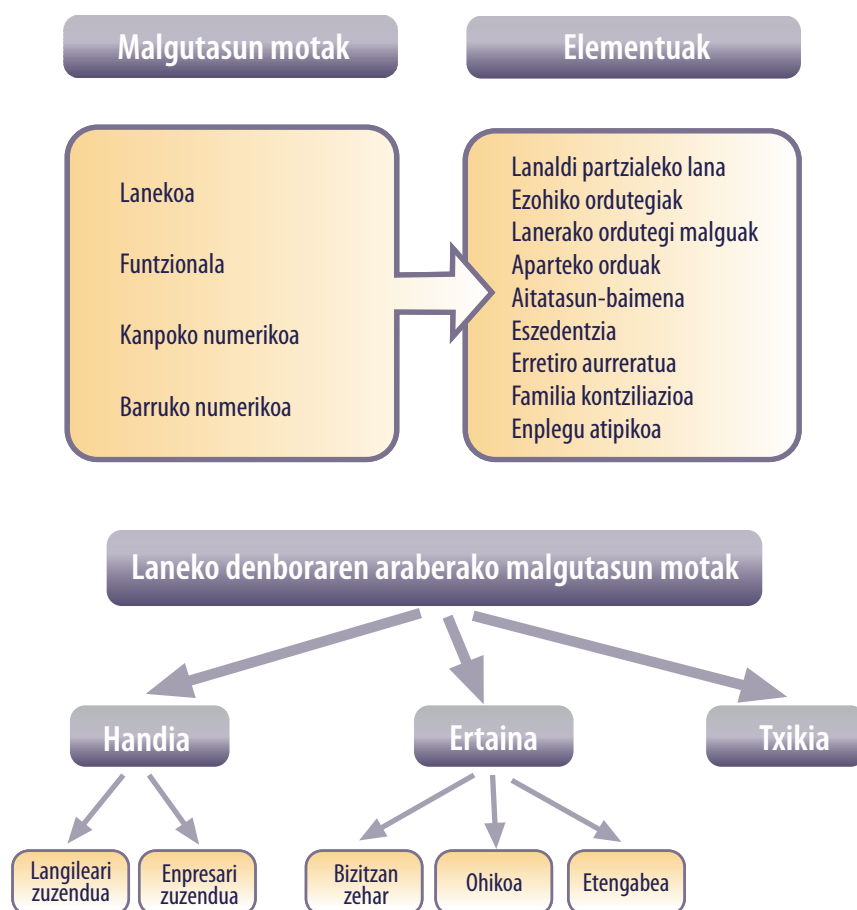 Malgutasun motak
Elementuak
Lanekoa
Funtzionala
Kanpoko numerikoa
Barruko numerikoa
Lanaldi partzialeko lana
Ezohiko ordutegiak
Lanerako ordutegi malguak
Aparteko orduak
Aitatasun-baimena
Eszedentzia
Erretiro aurreratua
Familia kontziliazioa
Enplegu atipikoa
Laneko denboraren araberako malgutasun motak
Handia
Ertaina
Txikia
Langileari
zuzendua
Enpresari
zuzendua
Bizitzan
zehar
Ohikoa
Etengabea